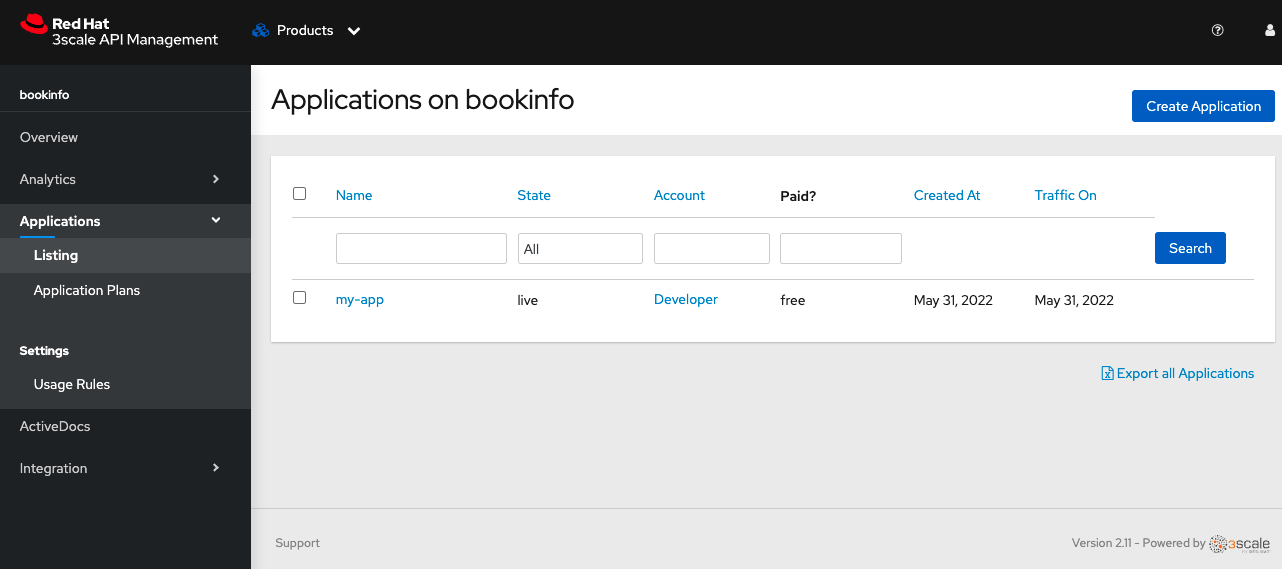 Red Hat
3scale API Management
Products
bookinfo
Overview
Analytics
Applications
Listing
Application Plans
Settings
Usage Rules
ActiveDocs
Integration
Applications on bookinfo
Create Application
Name State Account Paid? Created At Traffic On
All
Search
my-app live Developer free May 31, 2022 May 31, 2022
Export all Applications
Support
Version 2.11 - Powered by 3scale